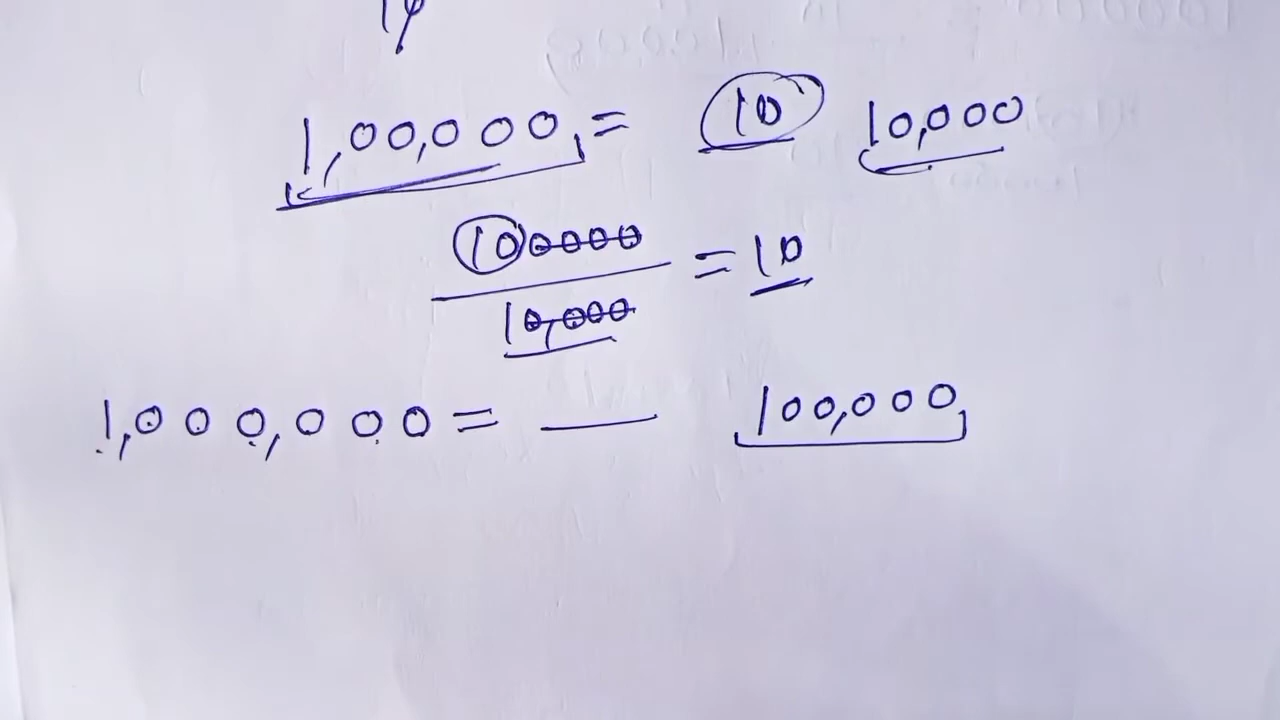 1,00,000 = 10 10,000
100000
10,000
= 10
1,000,000 = ___ 100,000